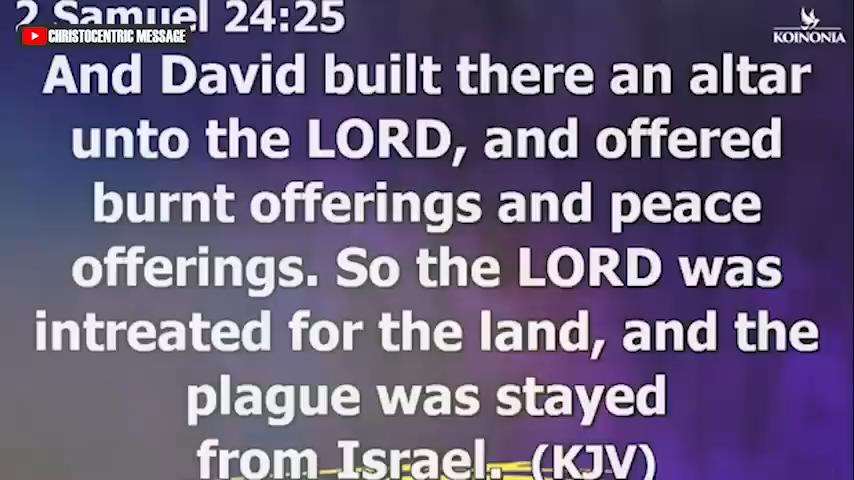 2 Samuel 24:25
CHRISTOCENTRIC MESSAGE
KOINONIA
And David built there an altar
unto the LORD, and offered
burnt offerings and peace
offerings. So the LORD was
intreated for the land, and the
plague was stayed
from Israel. (KJV)